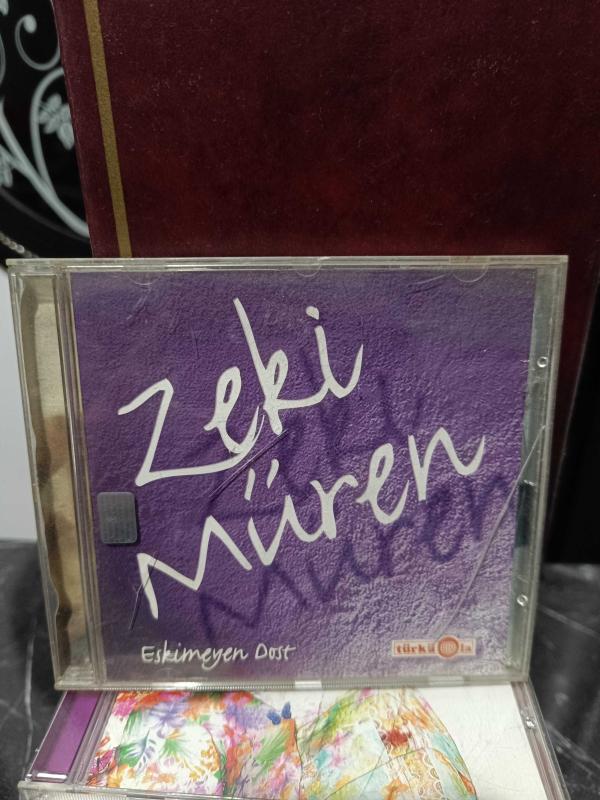 Zeki
Müren
Eskimeyen Dost
türküola